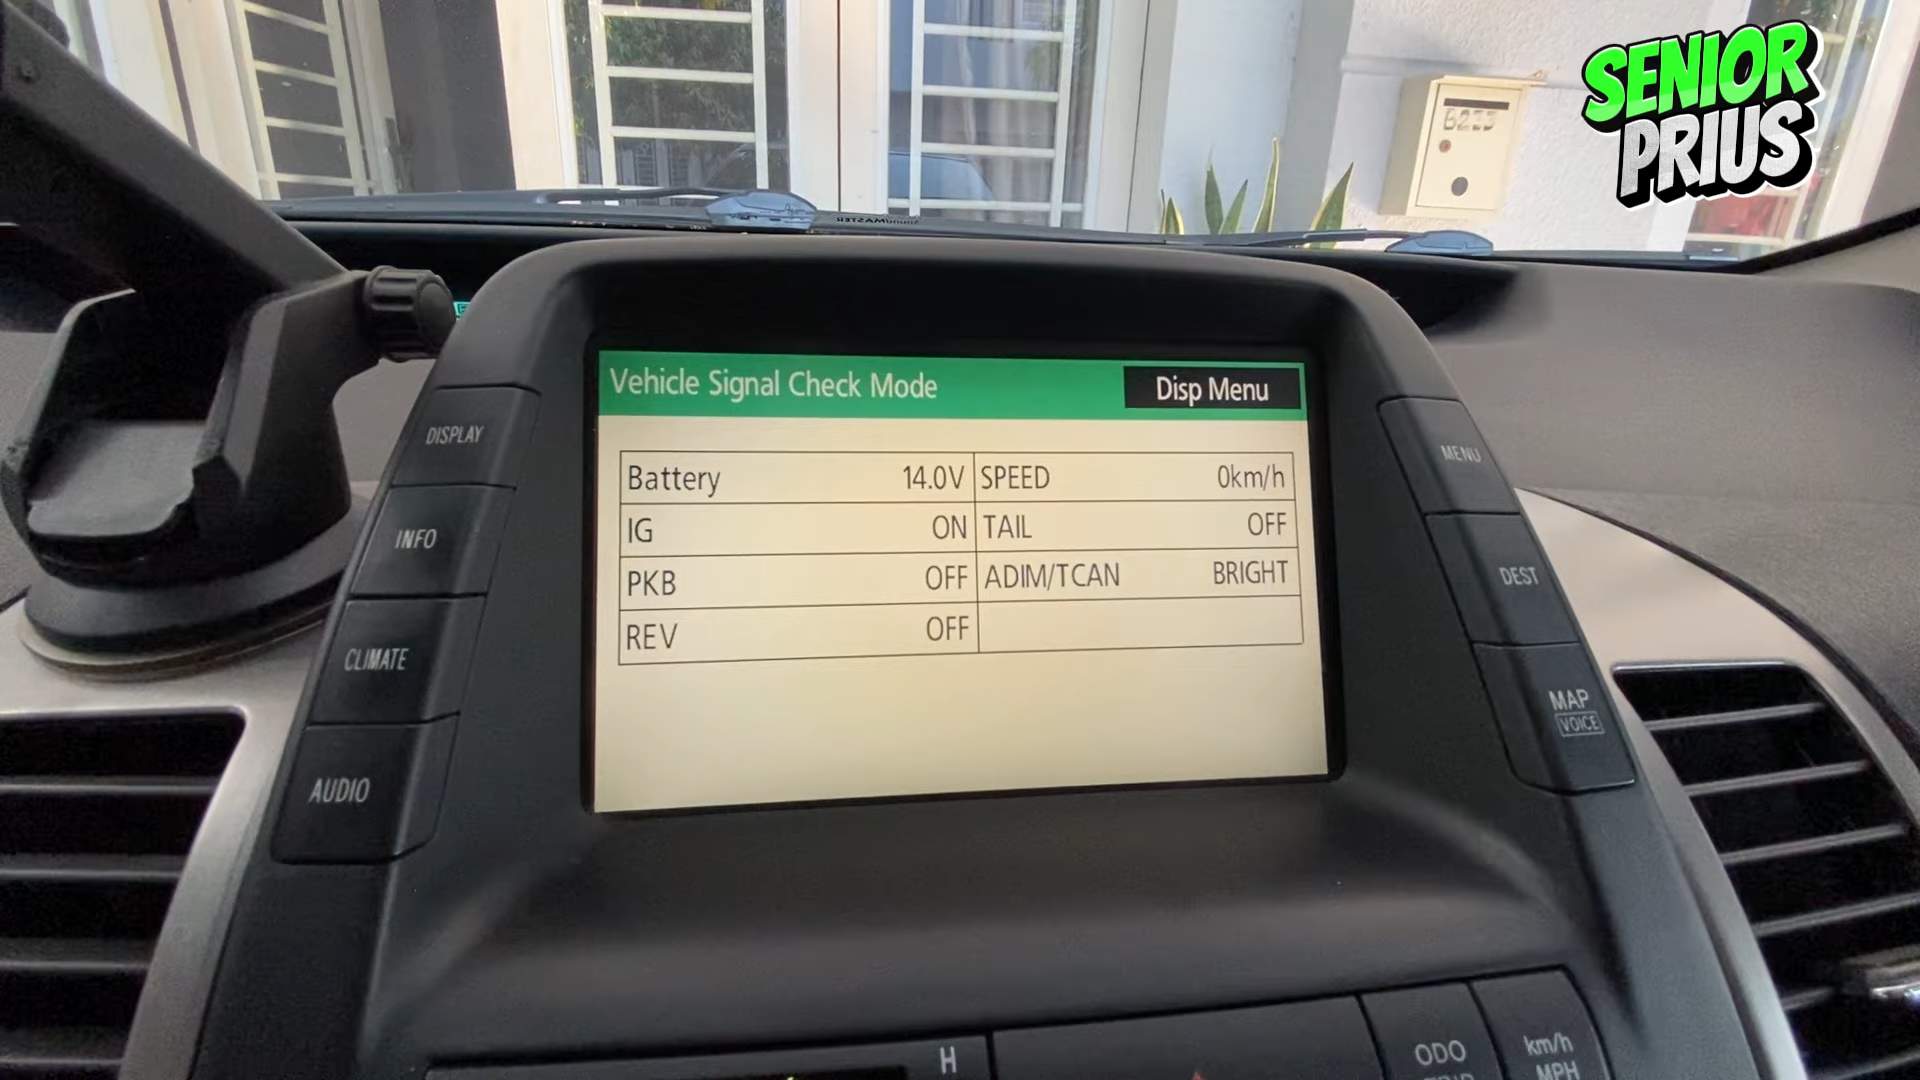 SENIOR
PRIUS
Vehicle Signal Check Mode
Disp Menu
Battery 14.0V SPEED 0km/h
IG ON TAIL OFF
PKB OFF ADIM/TCAN BRIGHT
REV OFF
DISPLAY
INFO
CLIMATE
AUDIO
MENU
DEST
MAP
VOICE
H
ODO
TRIP
km/h
MPH